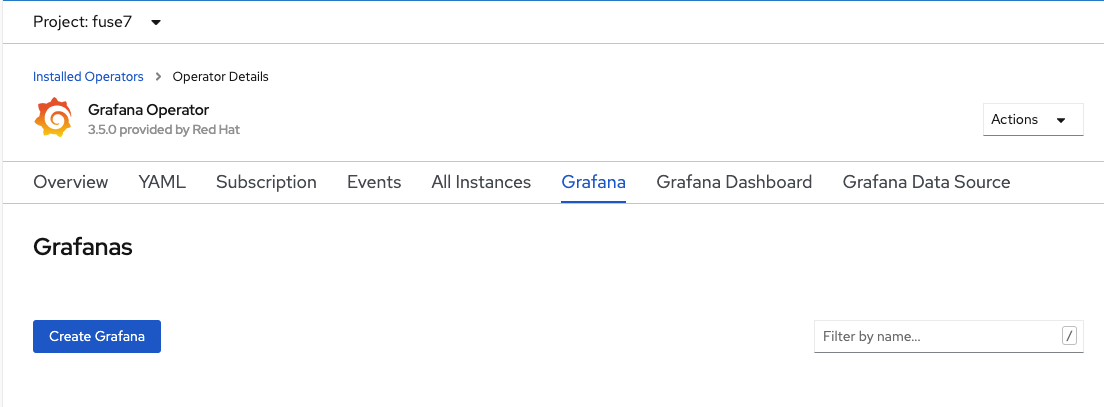 Project: fuse7
Installed Operators > Operator Details
Grafana Operator
3.5.0 provided by Red Hat
Actions
Overview YAML Subscription Events All Instances Grafana Grafana Dashboard Grafana Data Source
Grafanas
Create Grafana Filter by name... /